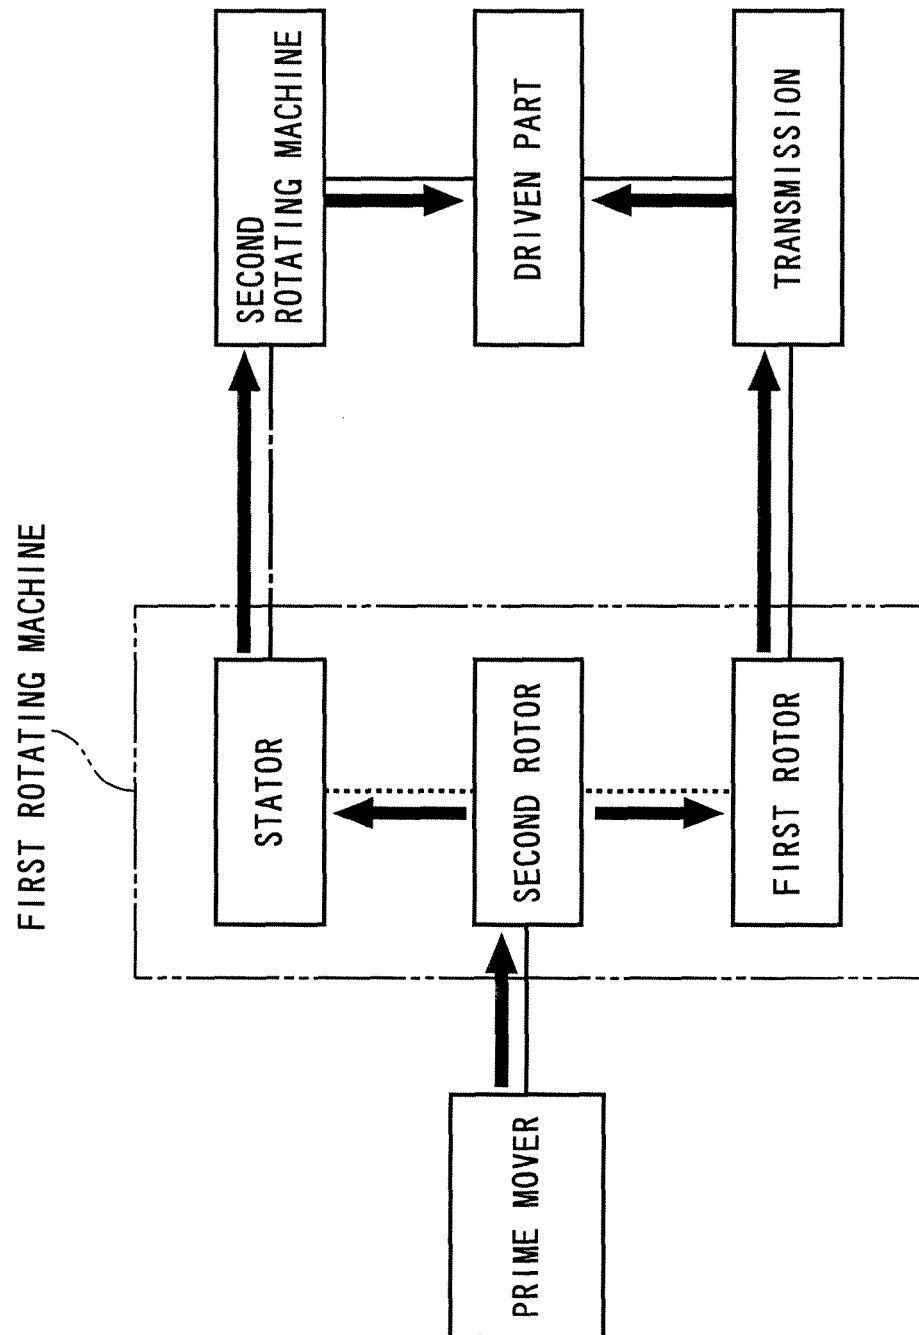 FIRST ROTATING MACHINE
STATOR
SECOND
ROTATING MACHINE
PRIME MOVER
SECOND ROTOR
DRIVEN PART
FIRST ROTOR
TRANSMISSION